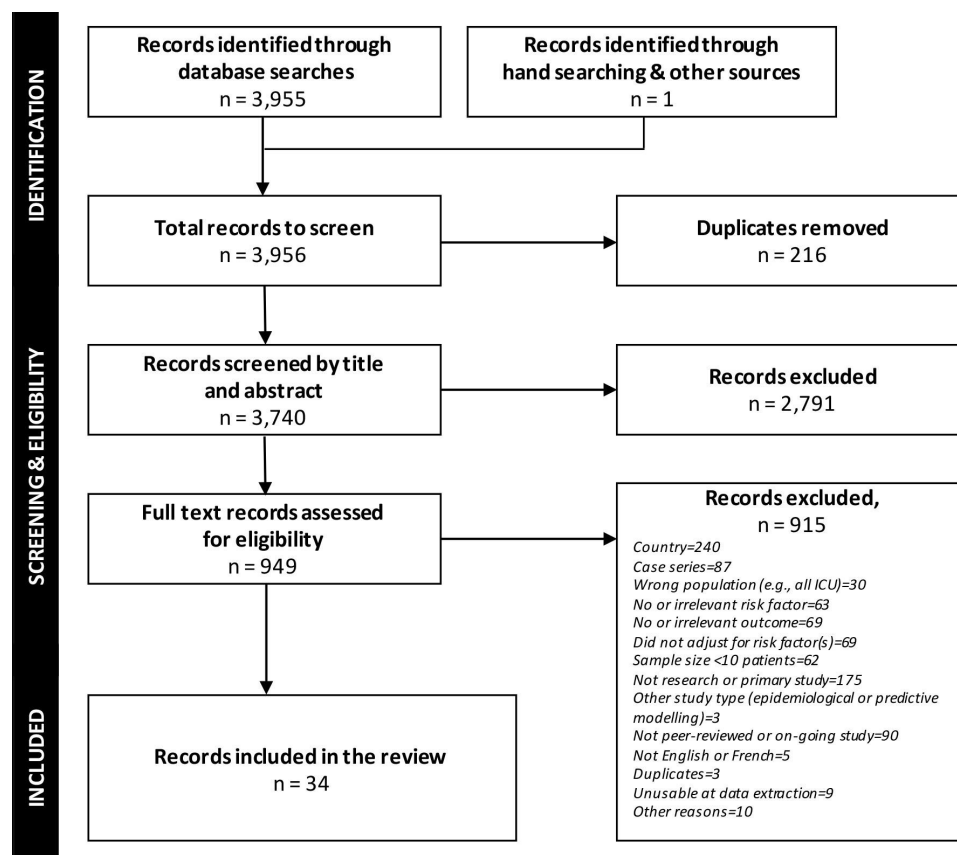 IDENTIFICATION
Records identified through
database searches
n = 3,955
Records identified through
hand searching & other sources
n = 1
Total records to screen
n = 3,956
Duplicates removed
n = 216
SCREENING & ELIGIBILITY
Records screened by title
and abstract
n = 3,740
Records excluded
n = 2,791
Full text records assessed
for eligibility
n = 949
Records excluded,
n = 915
Country=240
Case series=87
Wrong population (e.g., all ICU)=30
No or irrelevant risk factor=63
No or irrelevant outcome=69
Did not adjust for risk factor(s)=69
Sample size <10 patients=62
Not research or primary study=175
Other study type (epidemiological or predictive
modelling)=3
Not peer-reviewed or on-going study=90
Not English or French=5
Duplicates=3
Unusable at data extraction=9
Other reasons=10
INCLUDED
Records included in the review
n = 34